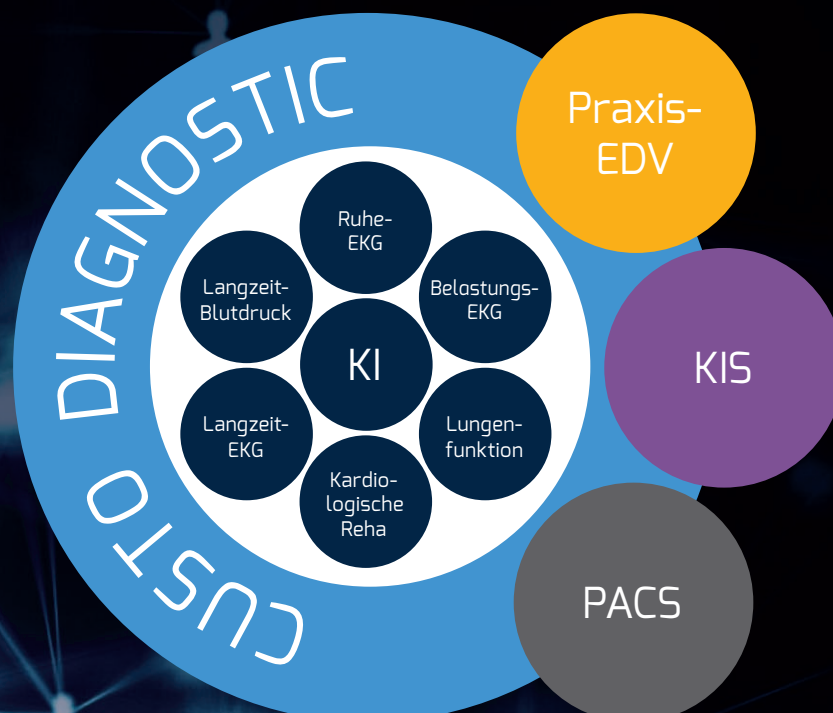 CUSTO DIAGNOSTIC
Ruhe-
EKG
Langzeit-
Blutdruck
Belastungs-
EKG
KI
Langzeit-
EKG
Lungen-
funktion
Kardio-
logische
Reha
Praxis-
EDV
KIS
PACS